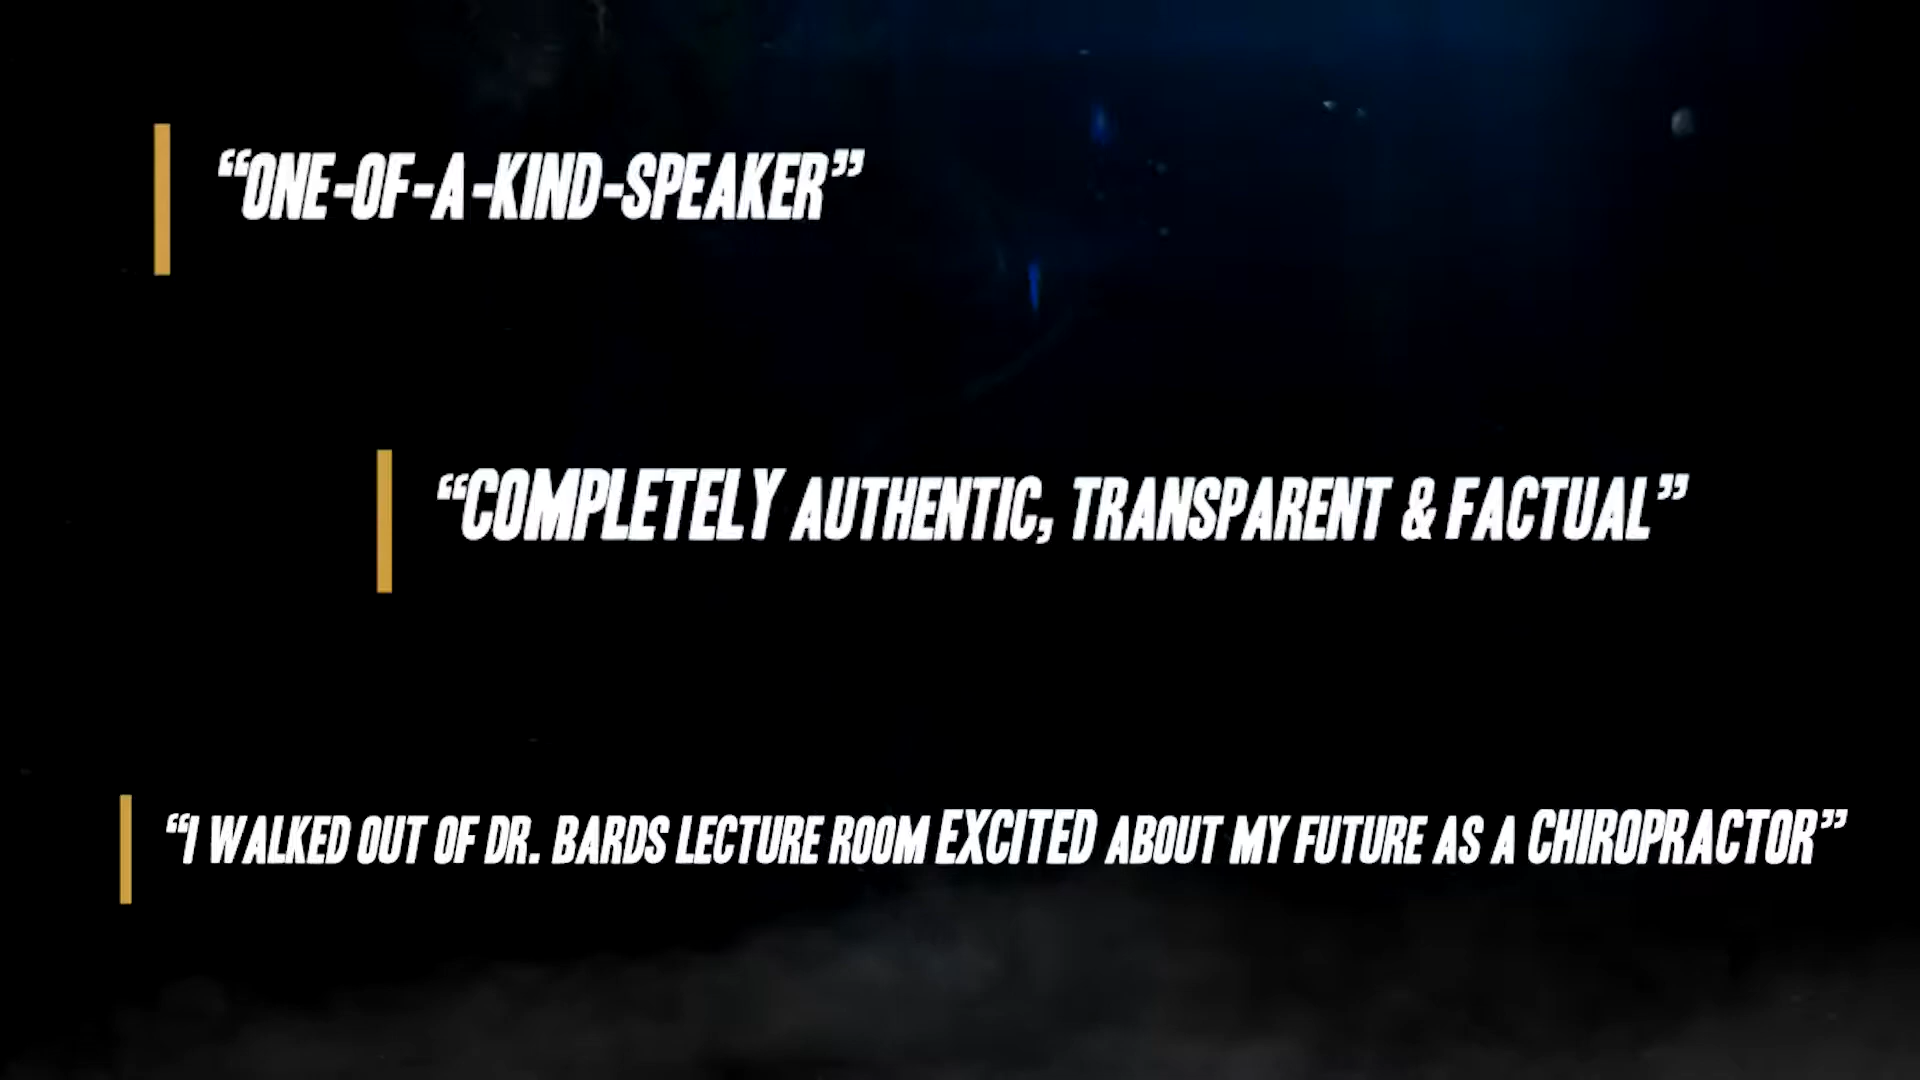 “ONE-OF-A-KIND-SPEAKER”
“COMPLETELY AUTHENTIC, TRANSPARENT & FACTUAL”
“I WALKED OUT OF DR. BARDS LECTURE ROOM EXCITED ABOUT MY FUTURE AS A CHIROPRACTOR”